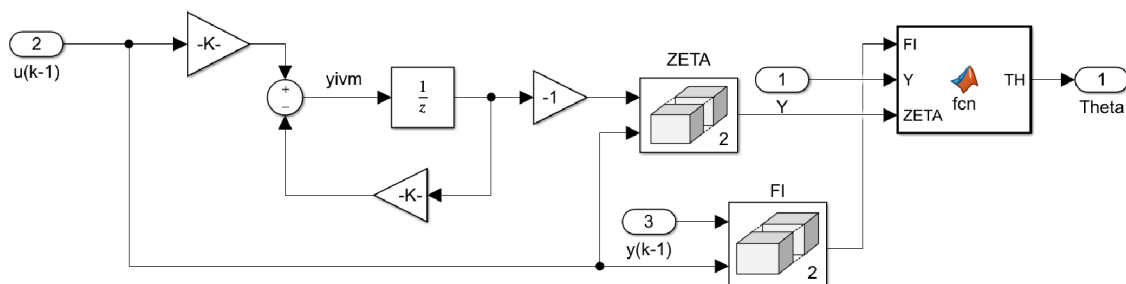 2
u(k-1)
-K-
+
−
yivm
1
z
-1
-K-
ZETA
2
1
Y
3
y(k-1)
FI
2
FI
Y
ZETA
fcn
TH
1
Theta